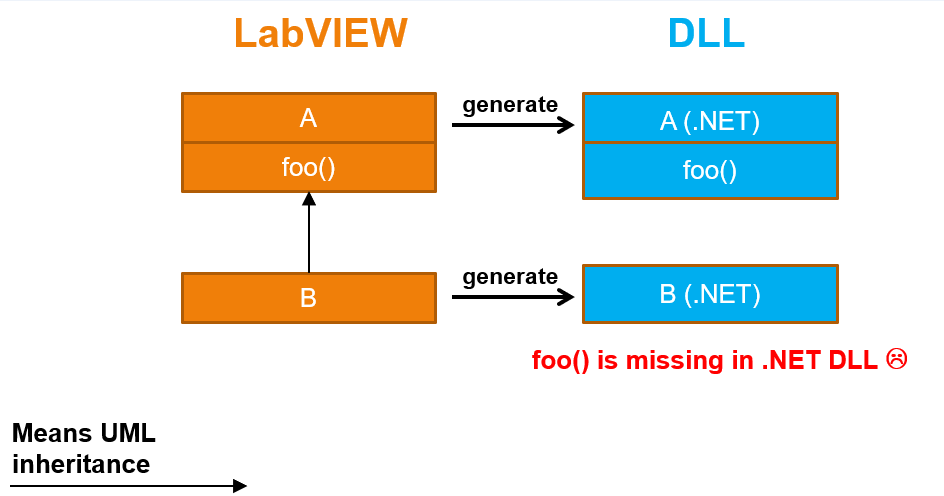 LabVIEW
DLL
A
generate
A (.NET)
foo()
foo()
B
generate
B (.NET)
foo() is missing in .NET DLL ☹
Means UML
inheritance